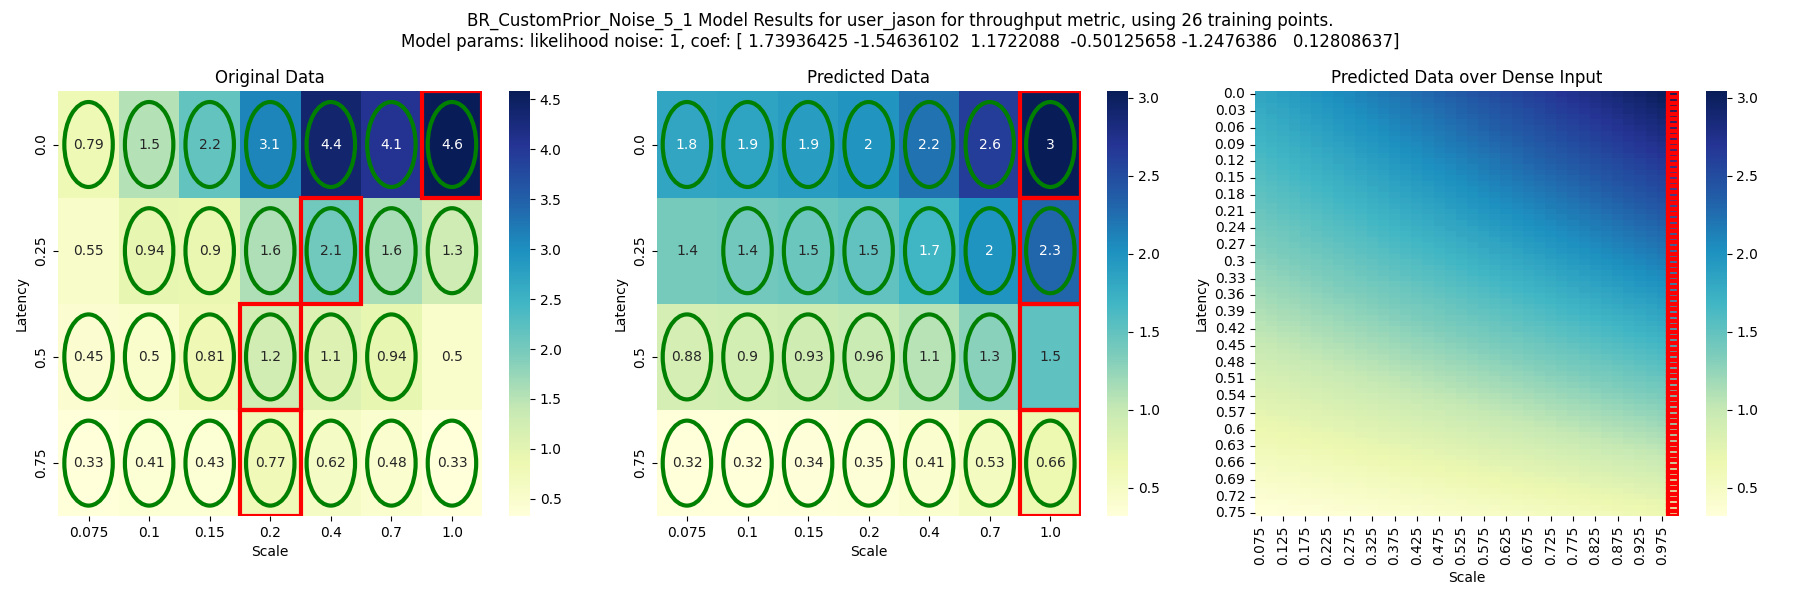 BR_CustomPrior_Noise_5_1 Model Results for user_jason for throughput metric, using 26 training points.
Model params: likelihood noise: 1, coef: [ 1.73936425 -1.54636102  1.1722088  -0.50125658 -1.2476386   0.12808637]
Original Data
Latency
0.0
0.25
0.5
0.75
0.79 1.5 2.2 3.1 4.4 4.1 4.6
0.55 0.94 0.9 1.6 2.1 1.6 1.3
0.45 0.5 0.81 1.2 1.1 0.94 0.5
0.33 0.41 0.43 0.77 0.62 0.48 0.33
0.075 0.1 0.15 0.2 0.4 0.7 1.0
Scale
4.5
4.0
3.5
3.0
2.5
2.0
1.5
1.0
0.5
Predicted Data
Latency
0.0
0.25
0.5
0.75
1.8 1.9 1.9 2 2.2 2.6 3
1.4 1.4 1.5 1.5 1.7 2 2.3
0.88 0.9 0.93 0.96 1.1 1.3 1.5
0.32 0.32 0.34 0.35 0.41 0.53 0.66
0.075 0.1 0.15 0.2 0.4 0.7 1.0
Scale
3.0
2.5
2.0
1.5
1.0
0.5
Predicted Data over Dense Input
Latency
0.0
0.03
0.06
0.09
0.12
0.15
0.18
0.21
0.24
0.27
0.3
0.33
0.36
0.39
0.42
0.45
0.48
0.51
0.54
0.57
0.6
0.63
0.66
0.69
0.72
0.75
0.075 0.125 0.175 0.225 0.275 0.325 0.375 0.425 0.475 0.525 0.575 0.625 0.675 0.725 0.775 0.825 0.875 0.925 0.975
Scale
3.0
2.5
2.0
1.5
1.0
0.5